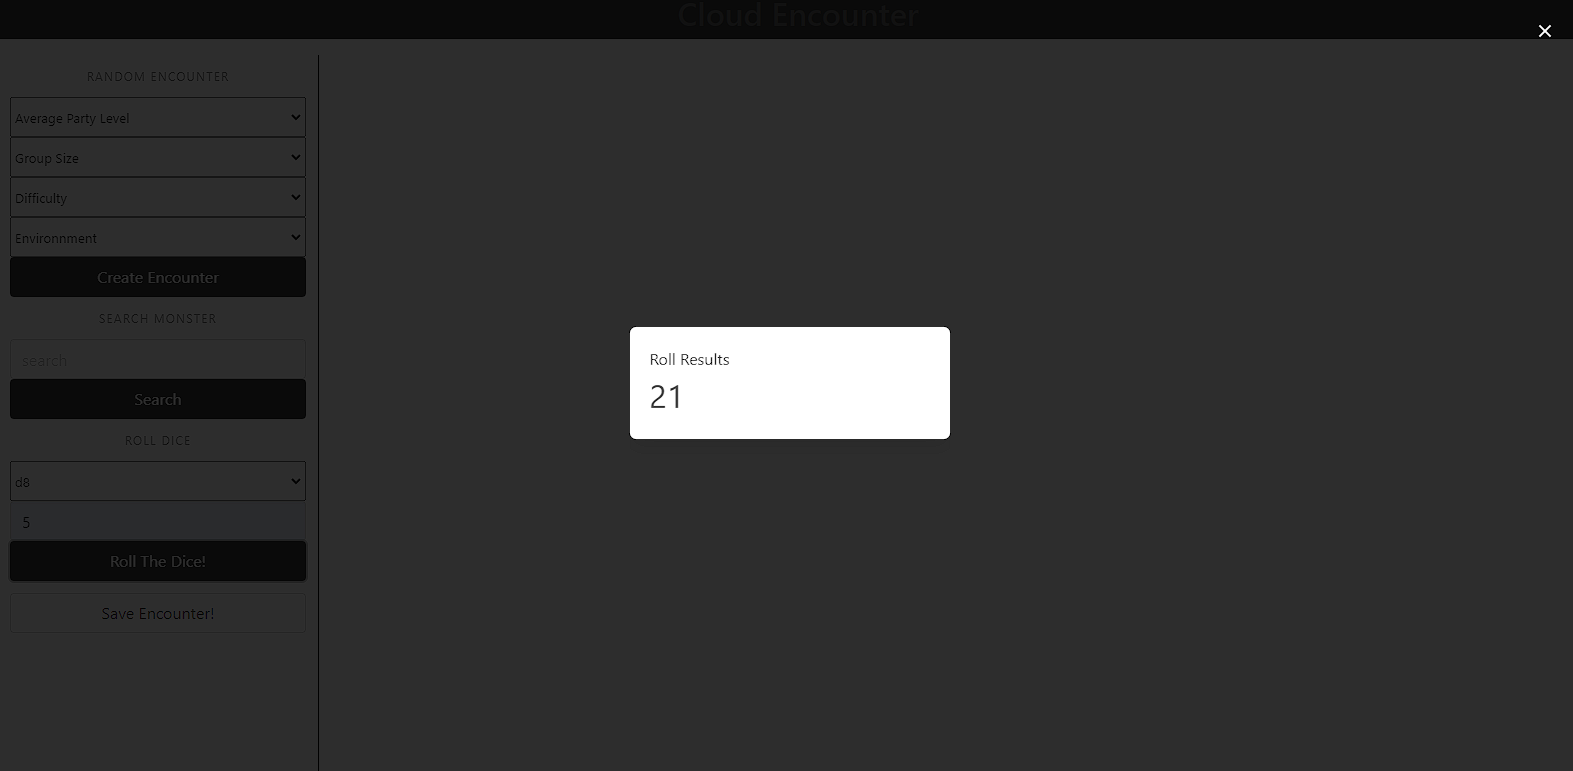 Cloud Encounter
RANDOM ENCOUNTER
Average Party Level
Group Size
Difficulty
Environnment
Create Encounter
SEARCH MONSTER
search
Search
ROLL DICE
d8
5
Roll The Dice!
Save Encounter!
Roll Results
21